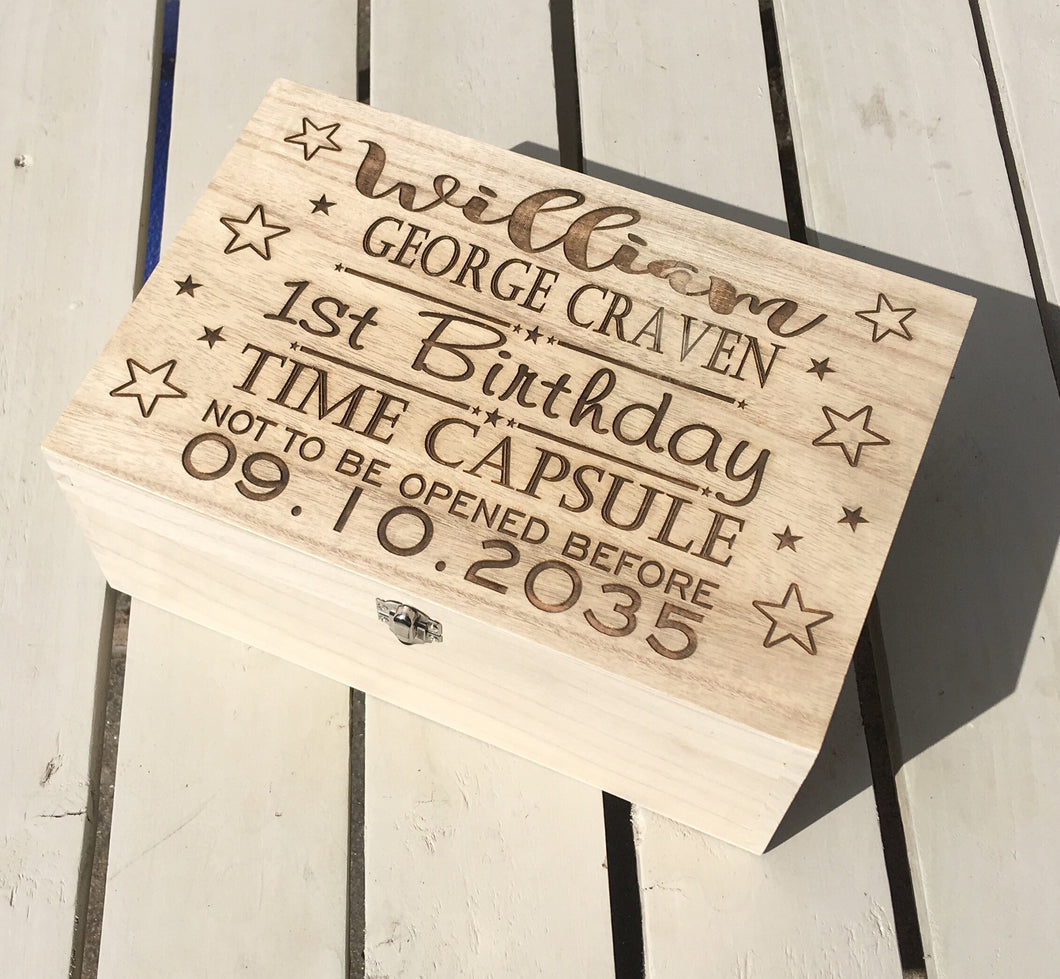 William
GEORGE CRAVEN
1st Birthday
TIME CAPSULE
NOT TO BE OPENED BEFORE
09.10.2035